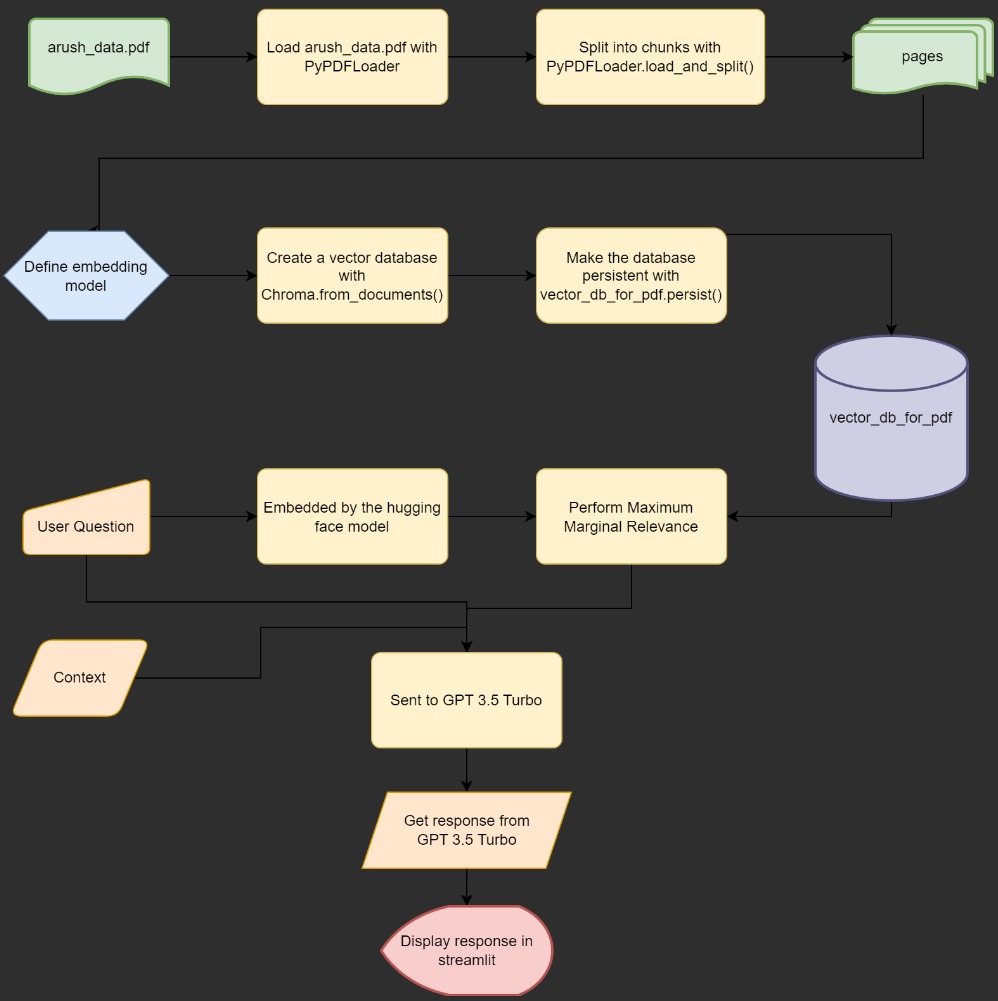 arush_data.pdf
Load arush_data.pdf with
PyPDFLoader
Split into chunks with
PyPDFLoader.load_and_split()
pages
Define embedding
model
Create a vector database
with
Chroma.from_documents()
Make the database
persistent with
vector_db_for_pdf.persist()
vector_db_for_pdf
User Question
Embedded by the hugging
face model
Perform Maximum
Marginal Relevance
Context
Sent to GPT 3.5 Turbo
Get response from
GPT 3.5 Turbo
Display response in
streamlit